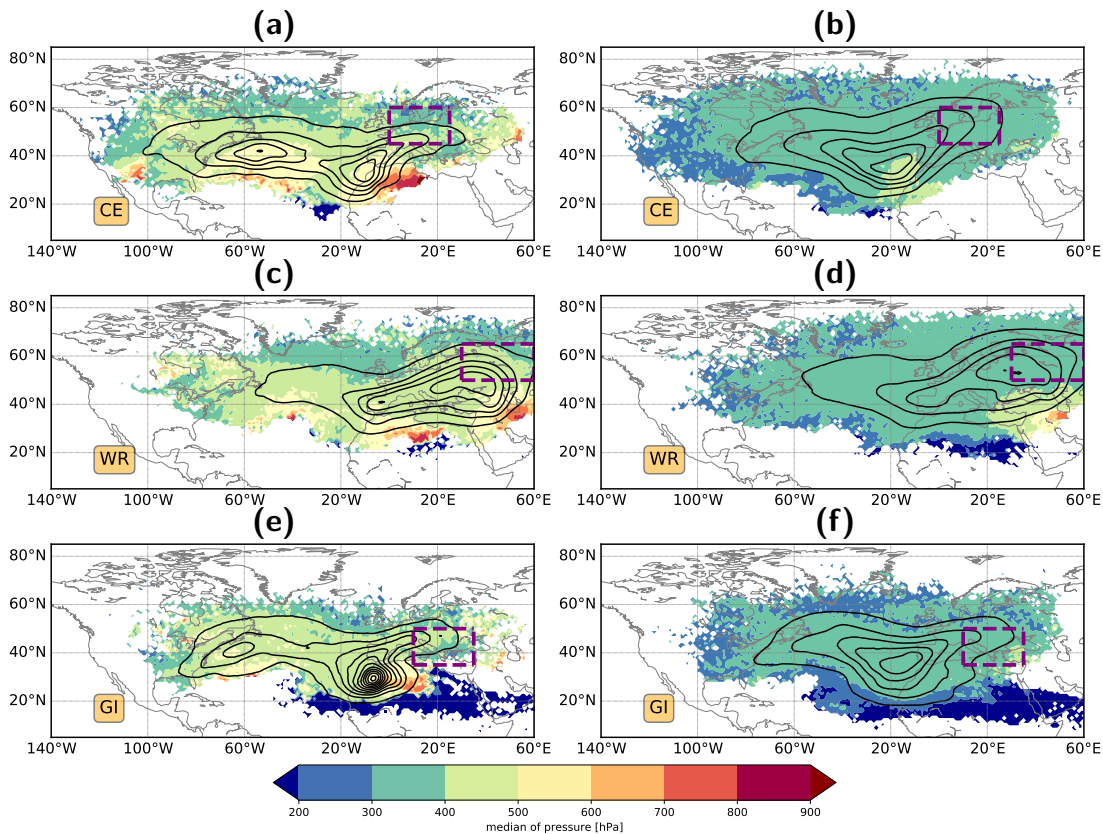 (a) (b)
80°N 80°N
60°N 60°N
40°N 40°N
20°N 20°N
CE CE
140°W 100°W 60°W 20°W 20°E 60°E 140°W 100°W 60°W 20°W 20°E 60°E
(c) (d)
80°N 80°N
60°N 60°N
40°N 40°N
20°N 20°N
WR WR
140°W 100°W 60°W 20°W 20°E 60°E 140°W 100°W 60°W 20°W 20°E 60°E
(e) (f)
80°N 80°N
60°N 60°N
40°N 40°N
20°N 20°N
GI GI
140°W 100°W 60°W 20°W 20°E 60°E 140°W 100°W 60°W 20°W 20°E 60°E
200 300 400 500 600 700 800 900
median of pressure [hPa]